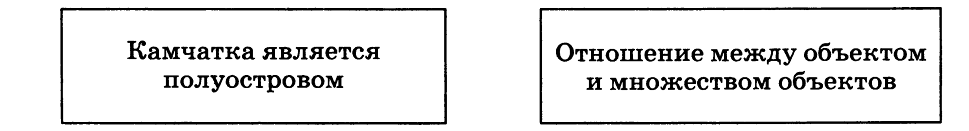 Камчатка является
полуостровом
Отношение между объектом
и множеством объектов